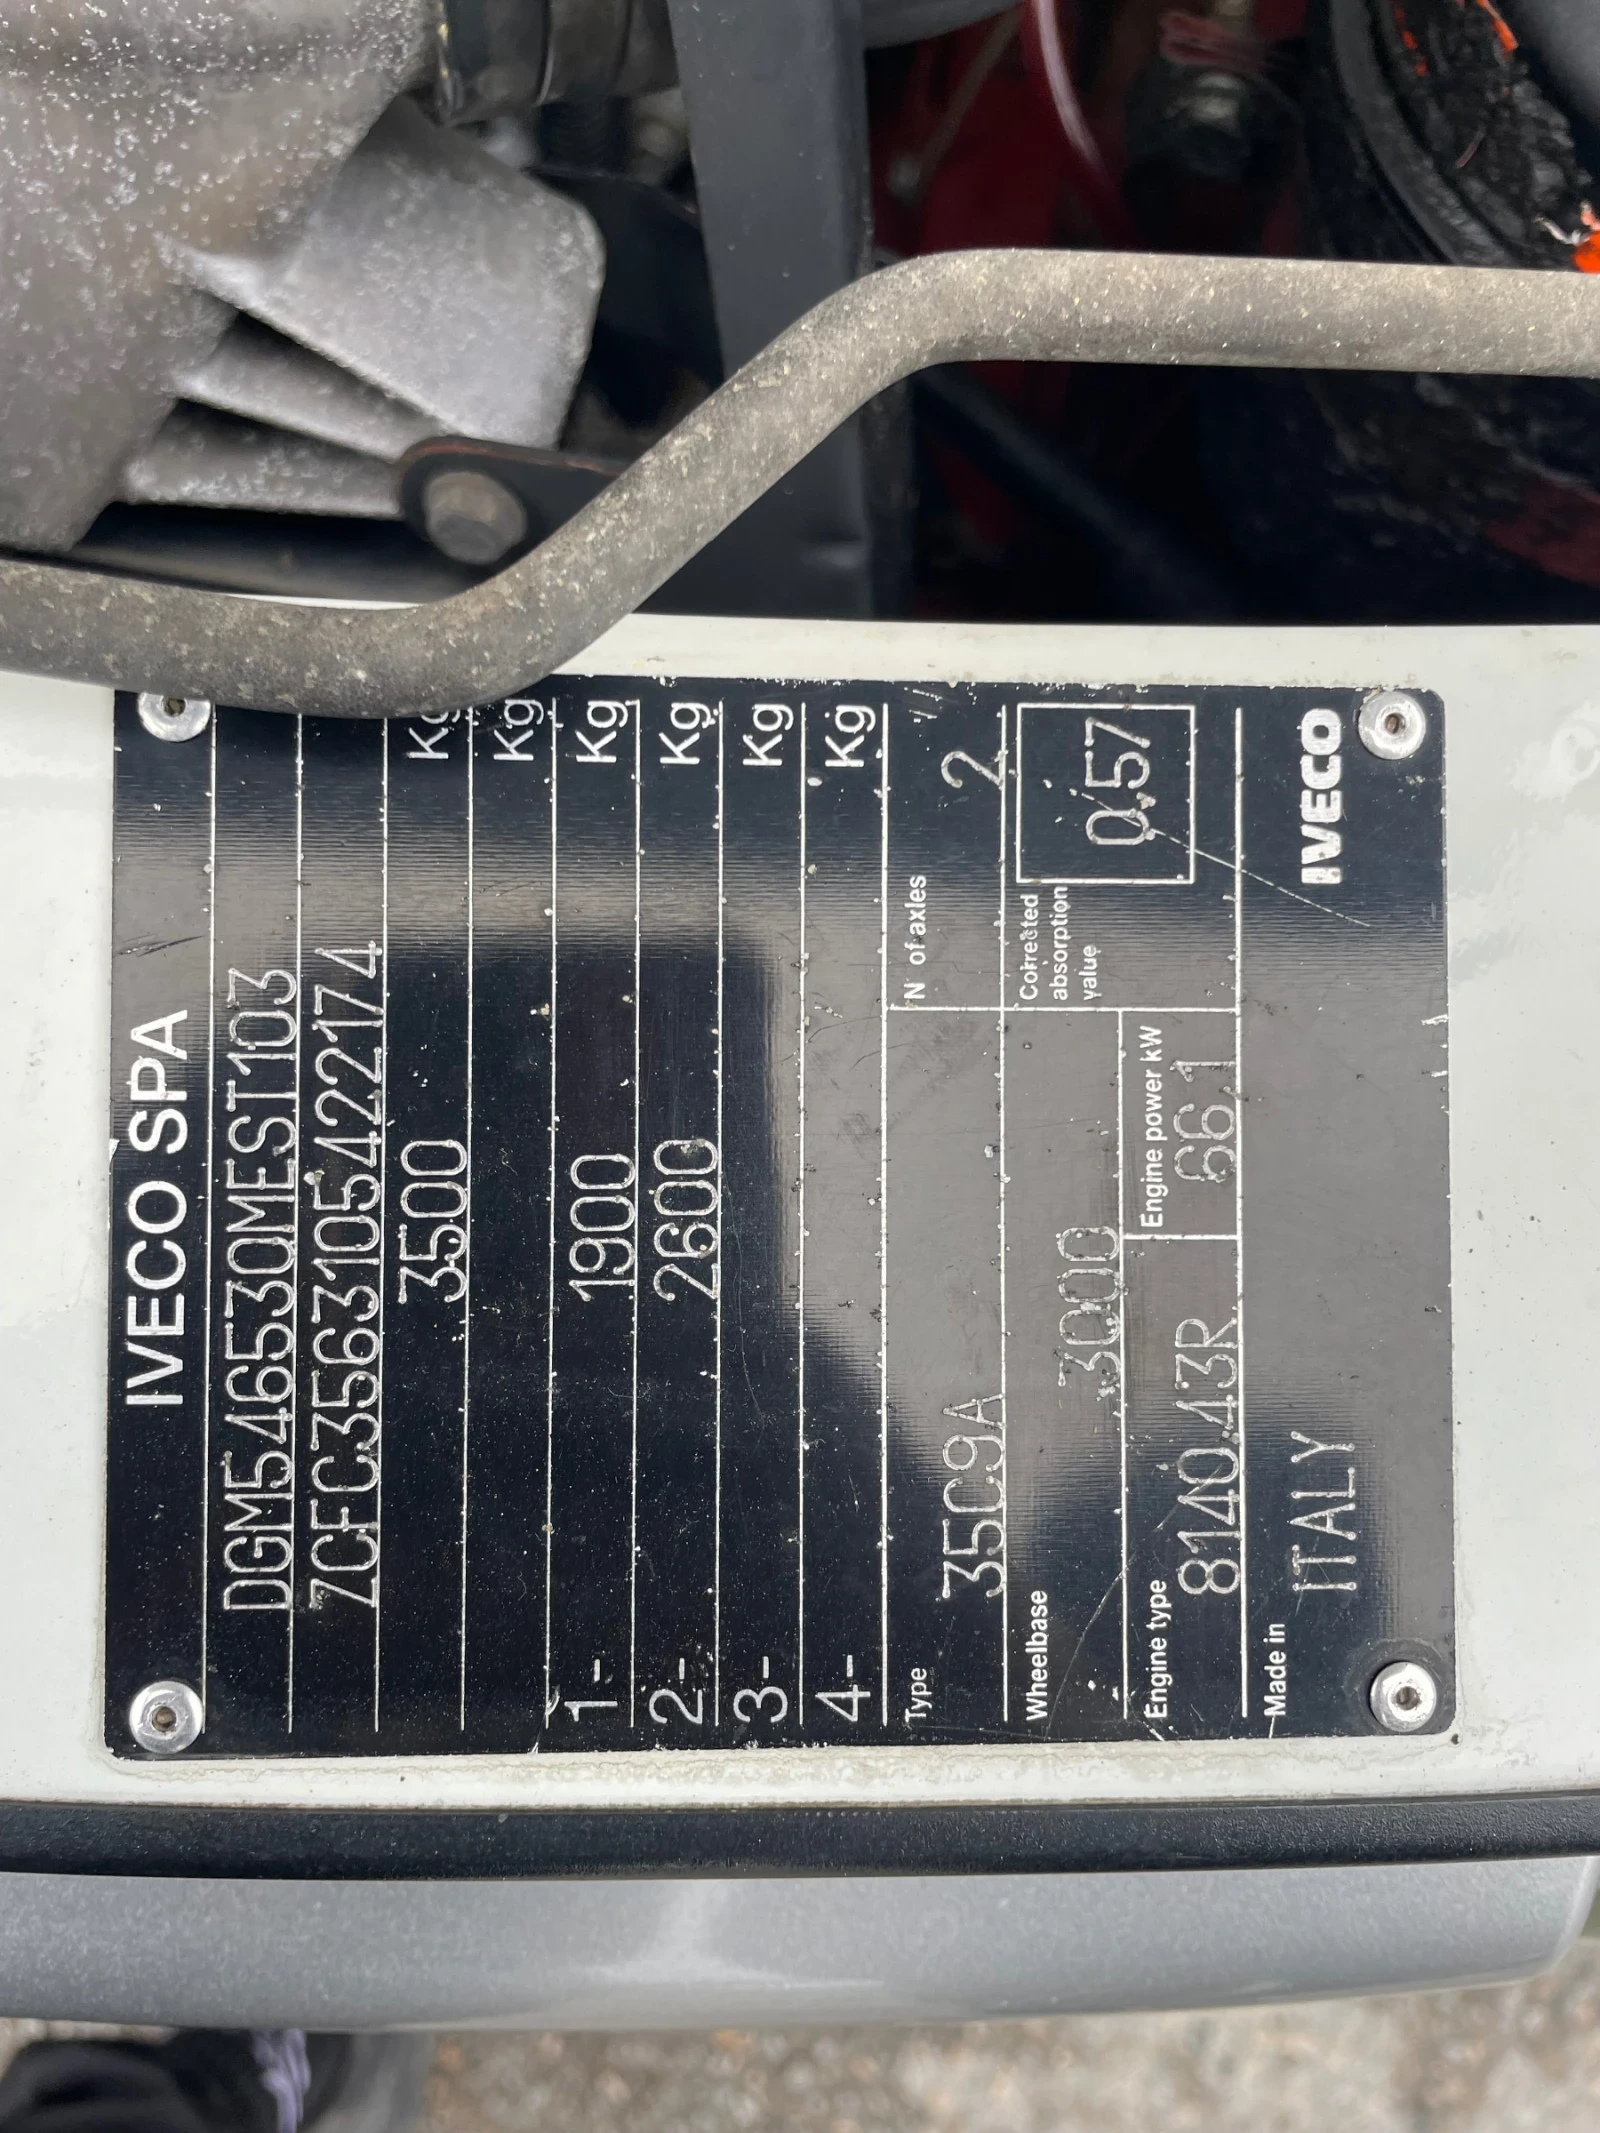 IVECO SPA
DGM546530MEST103
ZCFC3563105422174
3500 Kg
Kg
1- 1900 Kg
2- 2600 Kg
3- Kg
4- Kg
Type 35C9A N of axles 2
Wheelbase 3000 Corrected absorption value 0,57
Engine type 8140.43R Engine power kW 66,1
Made in ITALY IVECO